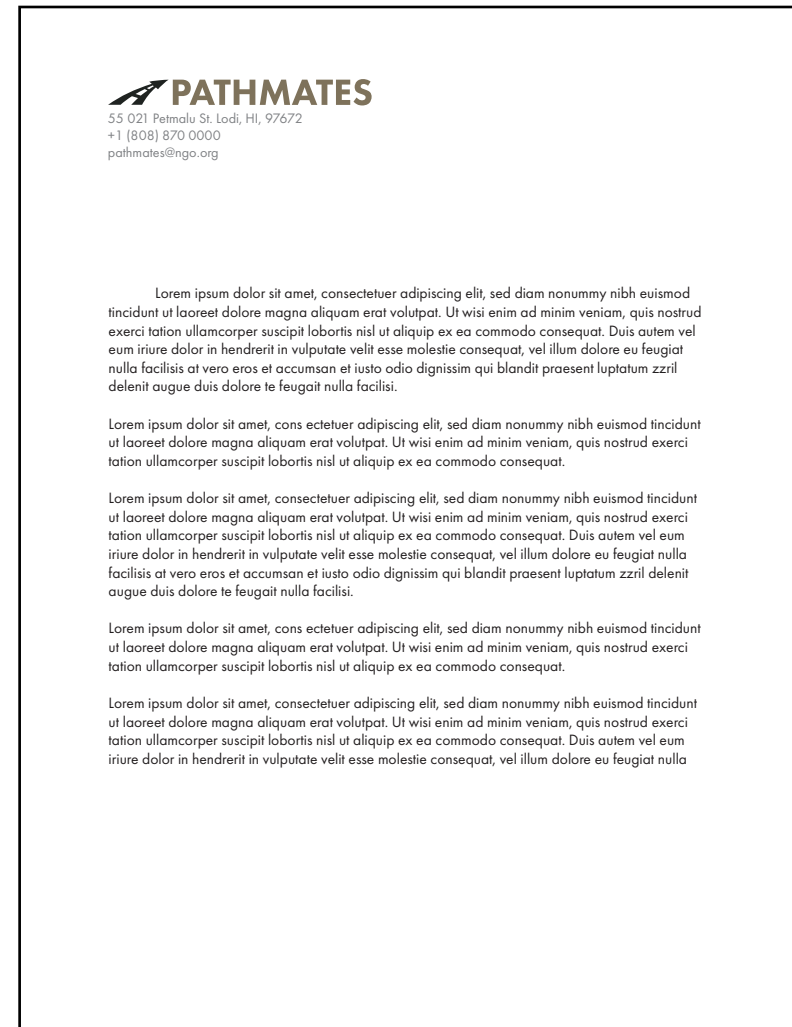 PATHMATES
55 021 Petmalu St. Lodi, HI, 97672
+1 (808) 870 0000
pathmates@ngo.org
Lorem ipsum dolor sit amet, consectetuer adipiscing elit, sed diam nonummy nibh euismod
tincidunt ut laoreet dolore magna aliquam erat volutpat. Ut wisi enim ad minim veniam, quis nostrud
exerci tation ullamcorper suscipit lobortis nisl ut aliquip ex ea commodo consequat. Duis autem vel
eum iriure dolor in hendrerit in vulputate velit esse molestie consequat, vel illum dolore eu feugiat
nulla facilisis at vero eros et accumsan et iusto odio dignissim qui blandit praesent luptatum zzril
delenit augue duis dolore te feugait nulla facilisi.
Lorem ipsum dolor sit amet, cons ectetuer adipiscing elit, sed diam nonummy nibh euismod tincidunt
ut laoreet dolore magna aliquam erat volutpat. Ut wisi enim ad minim veniam, quis nostrud exerci
tation ullamcorper suscipit lobortis nisl ut aliquip ex ea commodo consequat.
Lorem ipsum dolor sit amet, consectetuer adipiscing elit, sed diam nonummy nibh euismod tincidunt
ut laoreet dolore magna aliquam erat volutpat. Ut wisi enim ad minim veniam, quis nostrud exerci
tation ullamcorper suscipit lobortis nisl ut aliquip ex ea commodo consequat. Duis autem vel eum
iriure dolor in hendrerit in vulputate velit esse molestie consequat, vel illum dolore eu feugiat nulla
facilisis at vero eros et accumsan et iusto odio dignissim qui blandit praesent luptatum zzril delenit
augue duis dolore te feugait nulla facilisi.
Lorem ipsum dolor sit amet, cons ectetuer adipiscing elit, sed diam nonummy nibh euismod tincidunt
ut laoreet dolore magna aliquam erat volutpat. Ut wisi enim ad minim veniam, quis nostrud exerci
tation ullamcorper suscipit lobortis nisl ut aliquip ex ea commodo consequat.
Lorem ipsum dolor sit amet, consectetuer adipiscing elit, sed diam nonummy nibh euismod tincidunt
ut laoreet dolore magna aliquam erat volutpat. Ut wisi enim ad minim veniam, quis nostrud exerci
tation ullamcorper suscipit lobortis nisl ut aliquip ex ea commodo consequat. Duis autem vel eum
iriure dolor in hendrerit in vulputate velit esse molestie consequat, vel illum dolore eu feugiat nulla